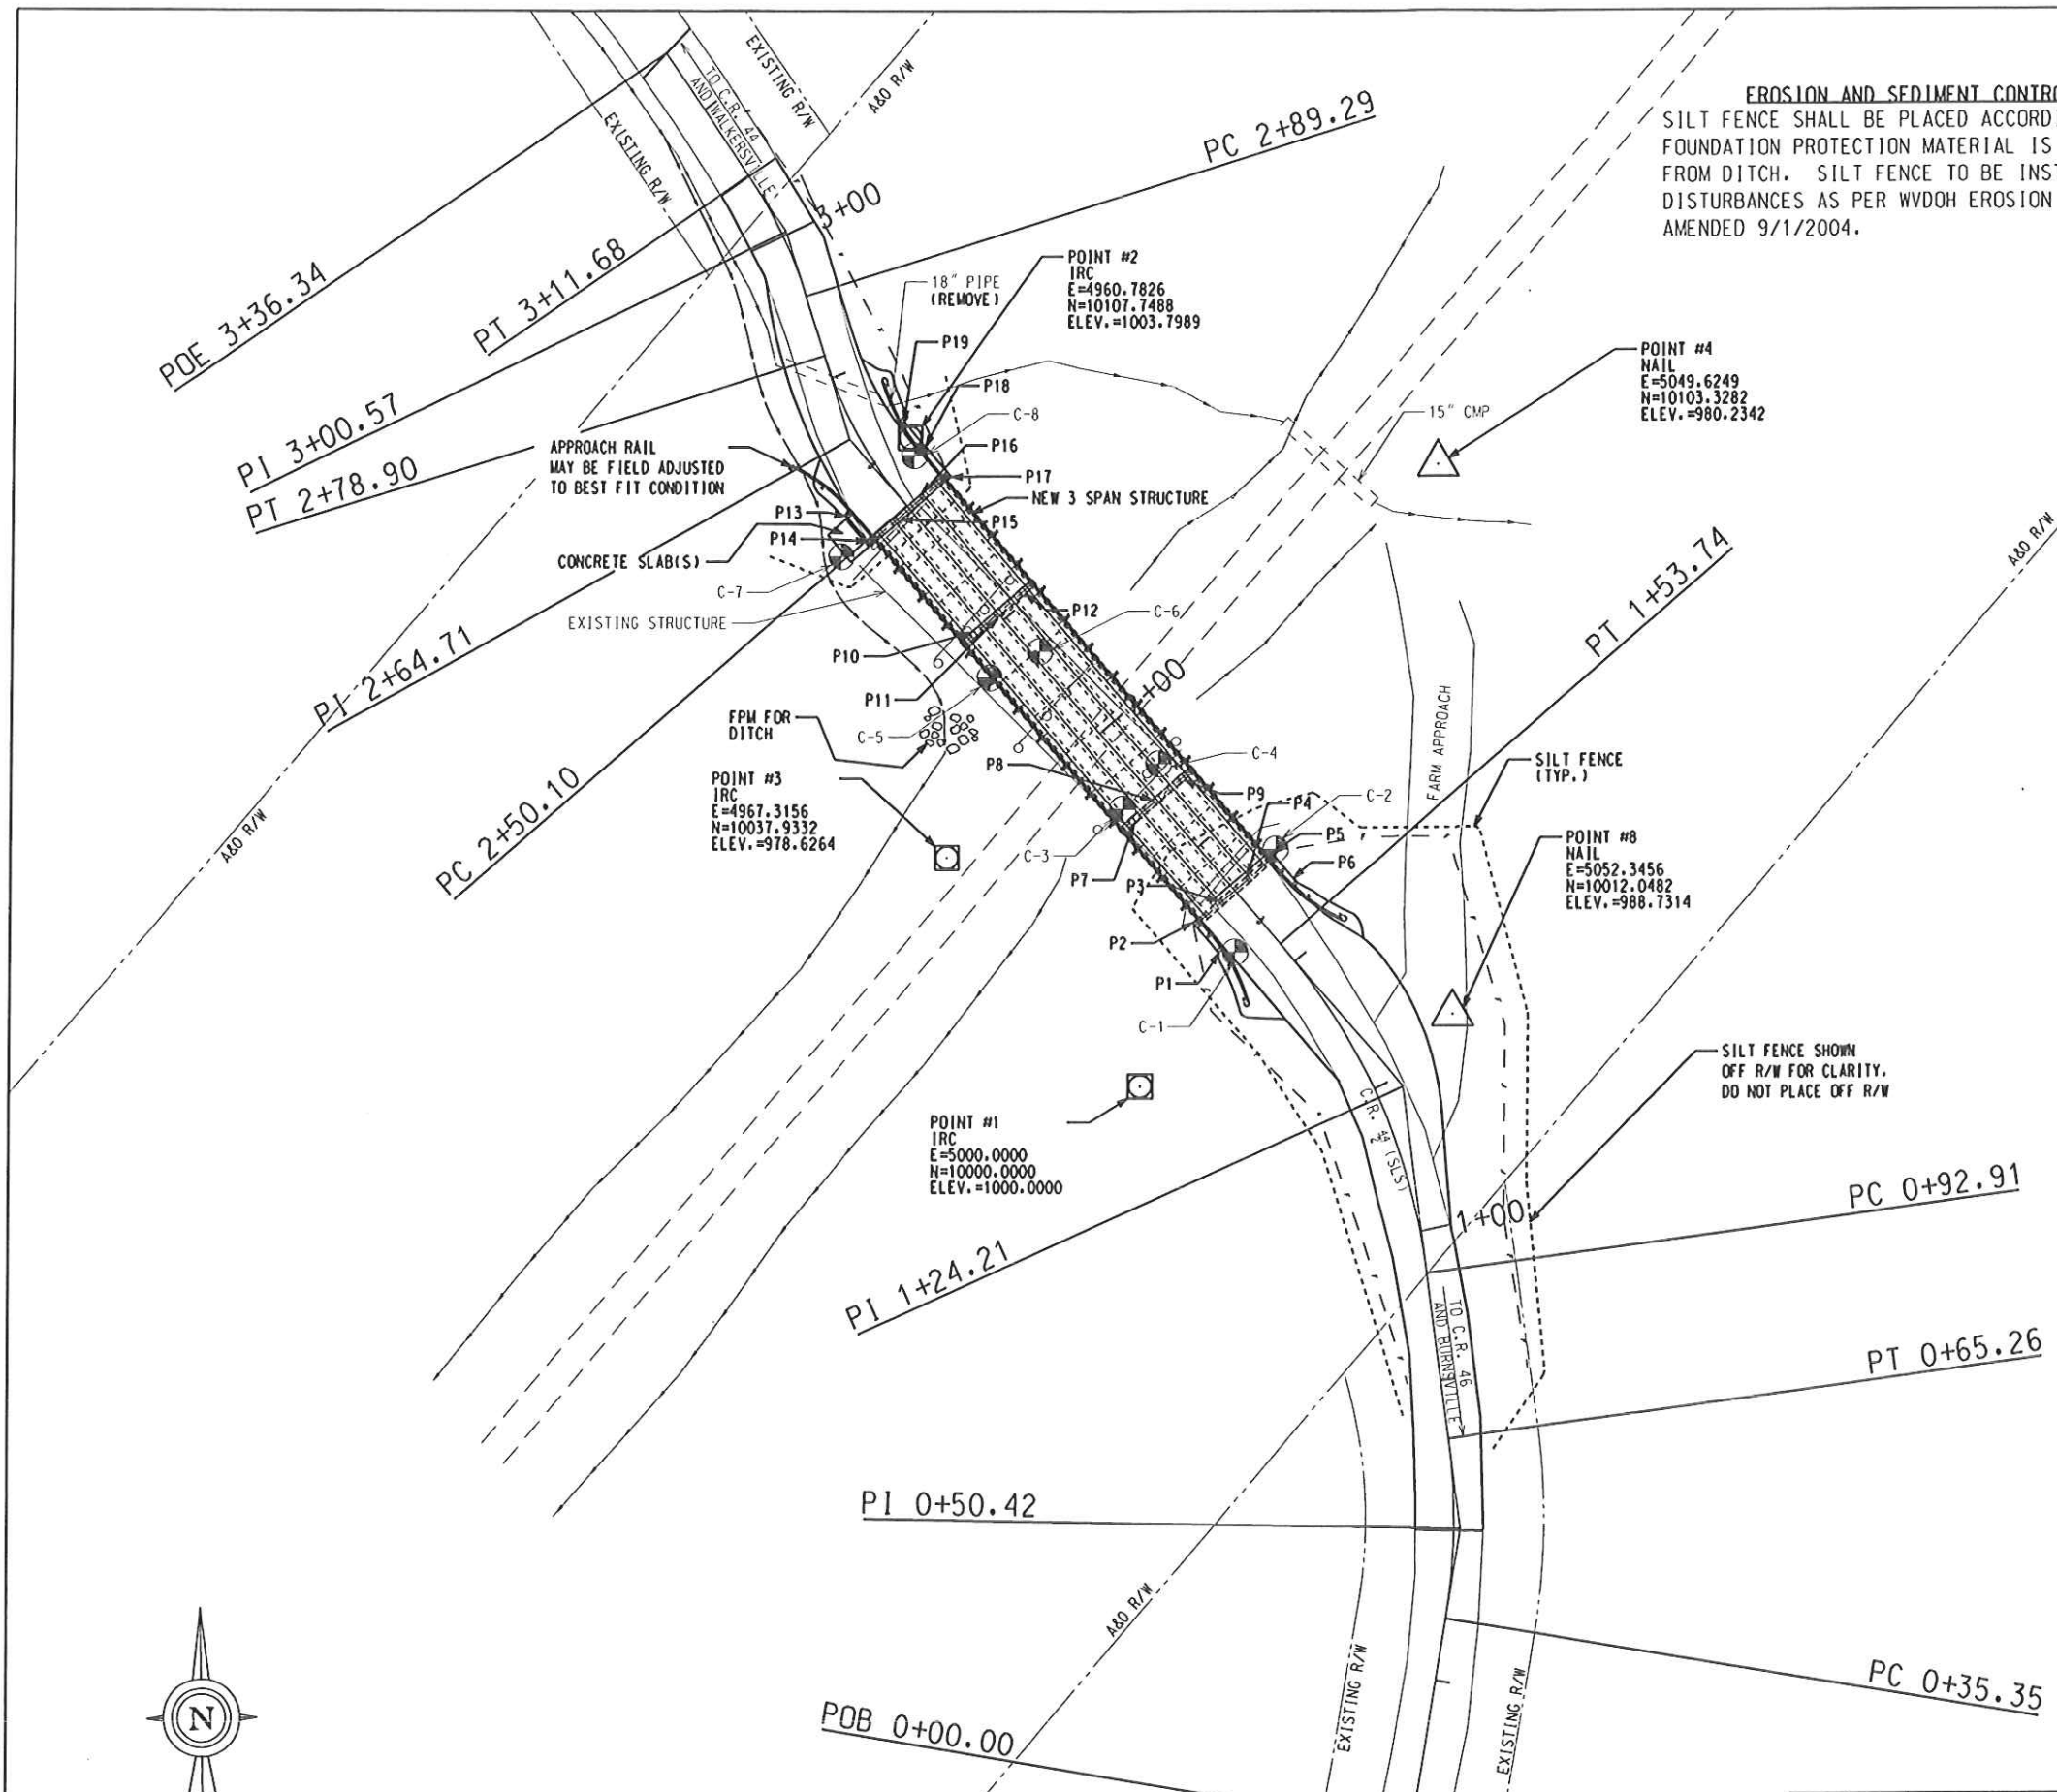 EROSION AND SEDIMENT CONTRO
SILT FENCE SHALL BE PLACED ACCORD
FOUNDATION PROTECTION MATERIAL IS
FROM DITCH. SILT FENCE TO BE INST
DISTURBANCES AS PER WVDOH EROSION
AMENDED 9/1/2004.
EXISTING R/W
A&O R/W
TO C.R. 44
AND WALKERSVILLE
EXISTING R/W
PC 2+89.29
3+00
POE 3+36.34
PT 3+11.68
PI 3+00.57
PT 2+78.90
18" PIPE
(REMOVE)
POINT #2
IRC
E=4960.7826
N=10107.7488
ELEV.=1003.7989
P19
P18
C-8
P16
P17
NEW 3 SPAN STRUCTURE
P15
POINT #4
NAIL
E=5049.6249
N=10103.3282
ELEV.=980.2342
15" CMP
APPROACH RAIL
MAY BE FIELD ADJUSTED
TO BEST FIT CONDITION
P13
P14
CONCRETE SLAB(S)
C-7
EXISTING STRUCTURE
A&O R/W
PT 1+53.74
P12
C-6
P10
P11
PI 2+64.71
+00
FPM FOR
DITCH
C-5
P8
C-4
FARM APPROACH
SILT FENCE
(TYP.)
POINT #3
IRC
E=4967.3156
N=10037.9332
ELEV.=978.6264
P9
P4
C-2
P5
P6
C-3
P7
P3
A&O R/W
PC 2+50.10
POINT #8
NAIL
E=5052.3456
N=10012.0482
ELEV.=988.7314
P2
P1
C-1
SILT FENCE SHOWN
OFF R/W FOR CLARITY.
DO NOT PLACE OFF R/W
POINT #1
IRC
E=5000.0000
N=10000.0000
ELEV.=1000.0000
C.R. 44/2 (SLS)
PC 0+92.91
1+00
PI 1+24.21
TO C.R. 46
AND BURNSVILLE
PT 0+65.26
PI 0+50.42
A&O R/W
EXISTING R/W
EXISTING R/W
PC 0+35.35
POB 0+00.00
N